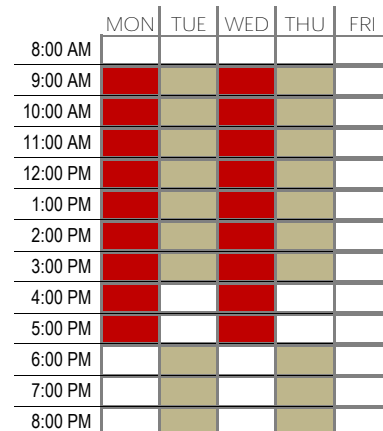 MON TUE WED THU FRI
8:00 AM
9:00 AM
10:00 AM
11:00 AM
12:00 PM
1:00 PM
2:00 PM
3:00 PM
4:00 PM
5:00 PM
6:00 PM
7:00 PM
8:00 PM